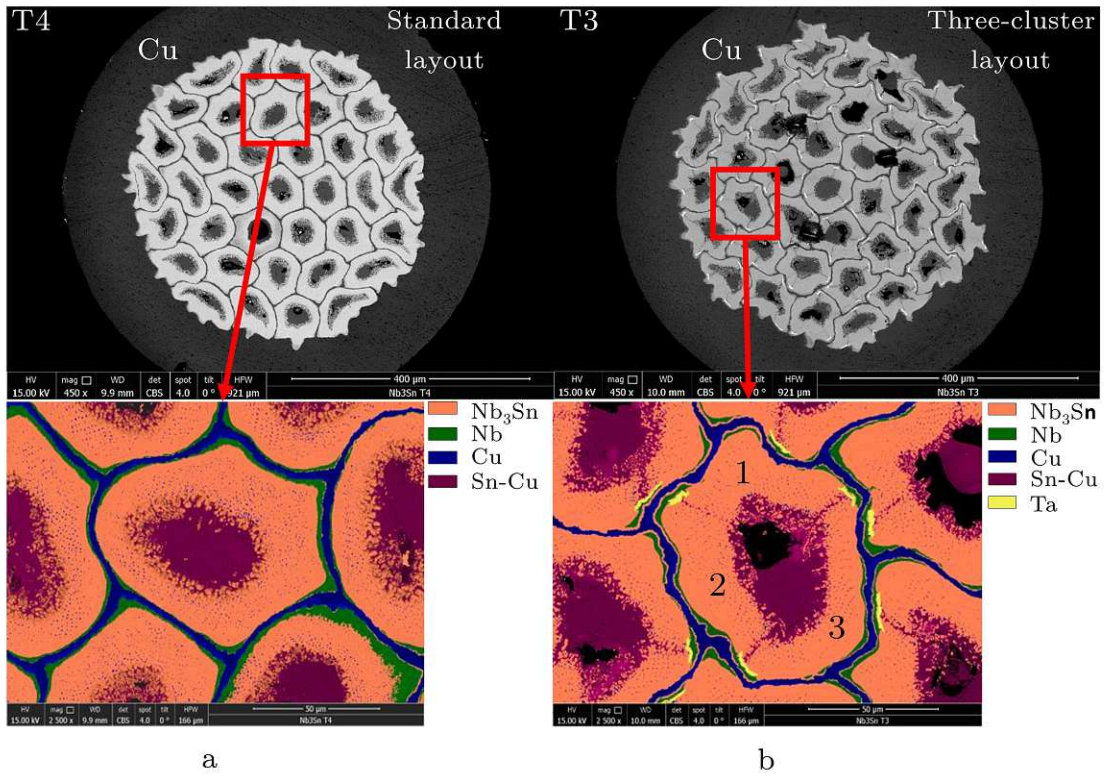 T4
Standard
layout
Cu
T3
Three-cluster
layout
Cu
HV mag WD det spot tilt HFW 400 µm
15.00 kV 450 x 9.9 mm CBS 4.0 0 ° 921 µm Nb3Sn T4
HV mag WD det spot tilt HFW 400 µm
15.00 kV 450 x 10.0 mm CBS 4.0 0 ° 921 µm Nb3Sn T3
Nb₃Sn
Nb
Cu
Sn-Cu
1
2
3
Nb₃Sn
Nb
Cu
Sn-Cu
Ta
HV mag WD det spot tilt HFW 50 µm
15.00 kV 2 500 x 9.9 mm CBS 4.0 0 ° 166 µm Nb3Sn T4
HV mag WD det spot tilt HFW 50 µm
15.00 kV 2 500 x 10.0 mm CBS 4.0 0 ° 166 µm Nb3Sn T3
a
b